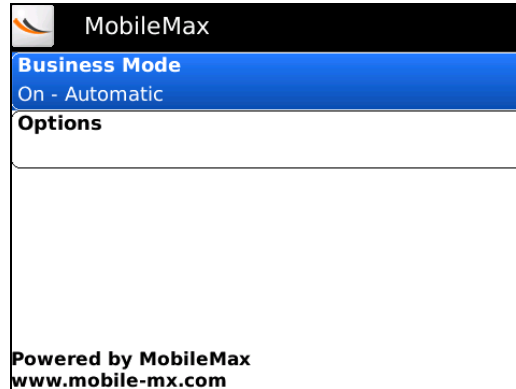 MobileMax
Business Mode
On - Automatic
Options
Powered by MobileMax
www.mobile-mx.com